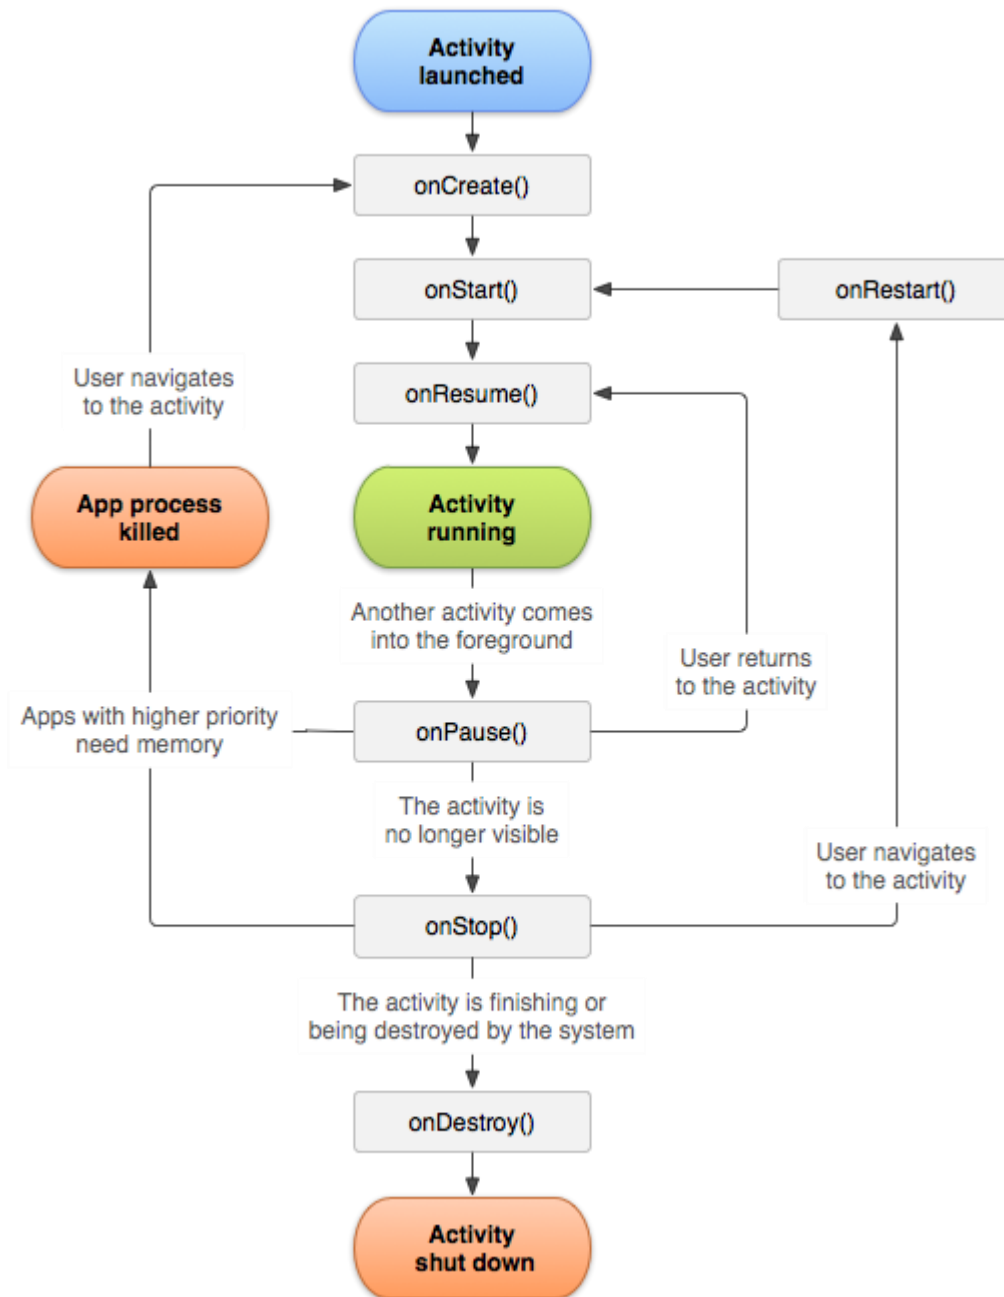 Activity
launched
onCreate()
onStart()
onRestart()
User navigates
to the activity
onResume()
App process
killed
Activity
running
Another activity comes
into the foreground
User returns
to the activity
Apps with higher priority
need memory
onPause()
The activity is
no longer visible
User navigates
to the activity
onStop()
The activity is finishing or
being destroyed by the system
onDestroy()
Activity
shut down